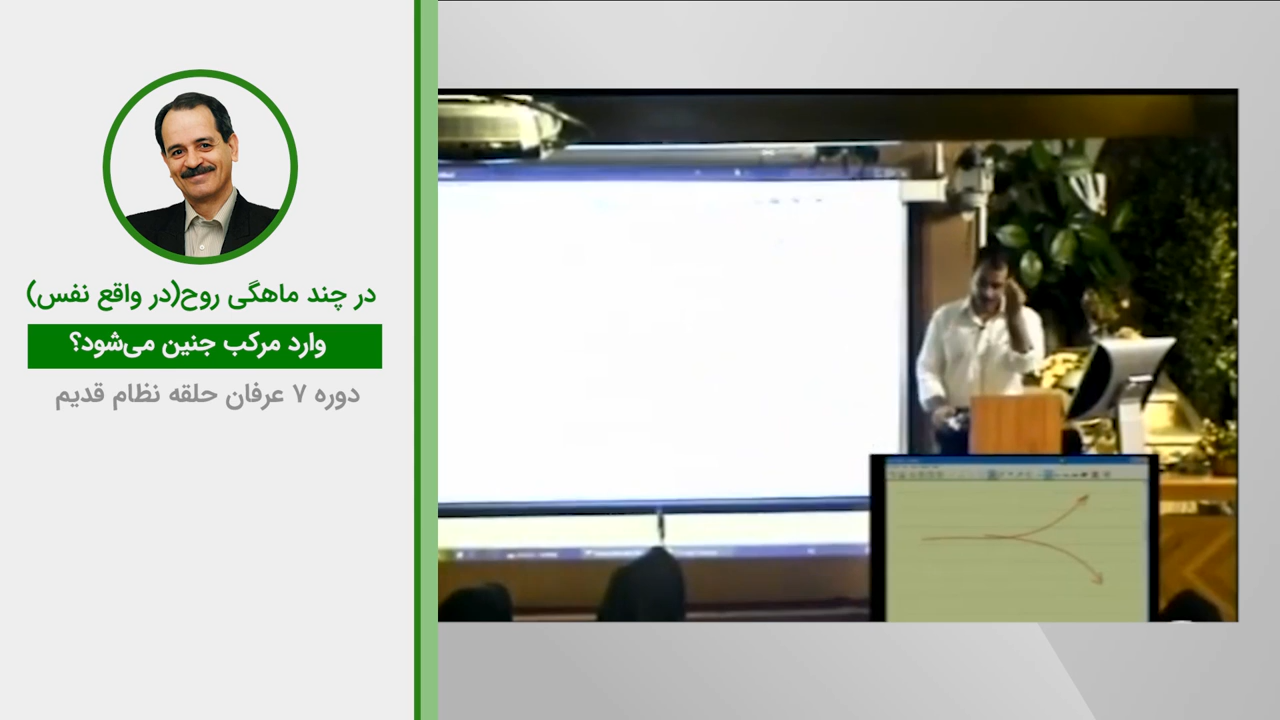 در چند ماهگی روح(در واقع نفس)
وارد مرکب جنین می‌شود؟
دوره ۷ عرفان حلقه نظام قدیم